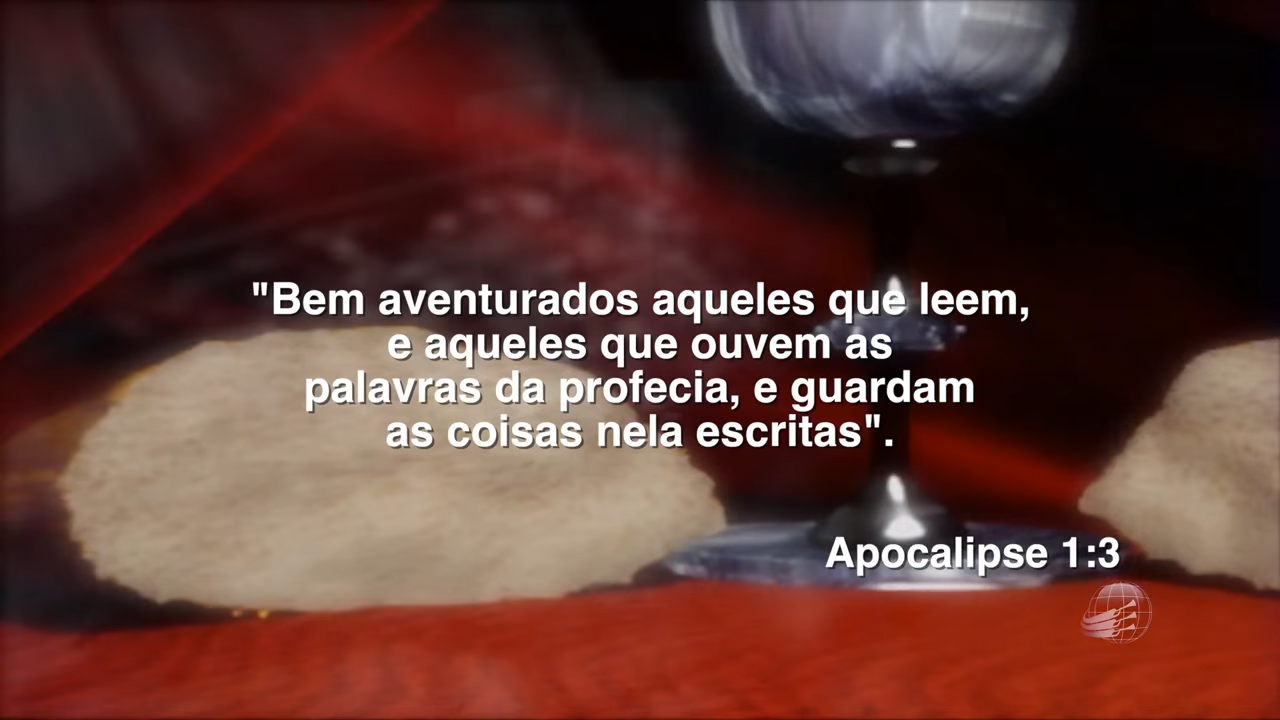 "Bem aventurados aqueles que leem,
e aqueles que ouvem as
palavras da profecia, e guardam
as coisas nela escritas".
Apocalipse 1:3